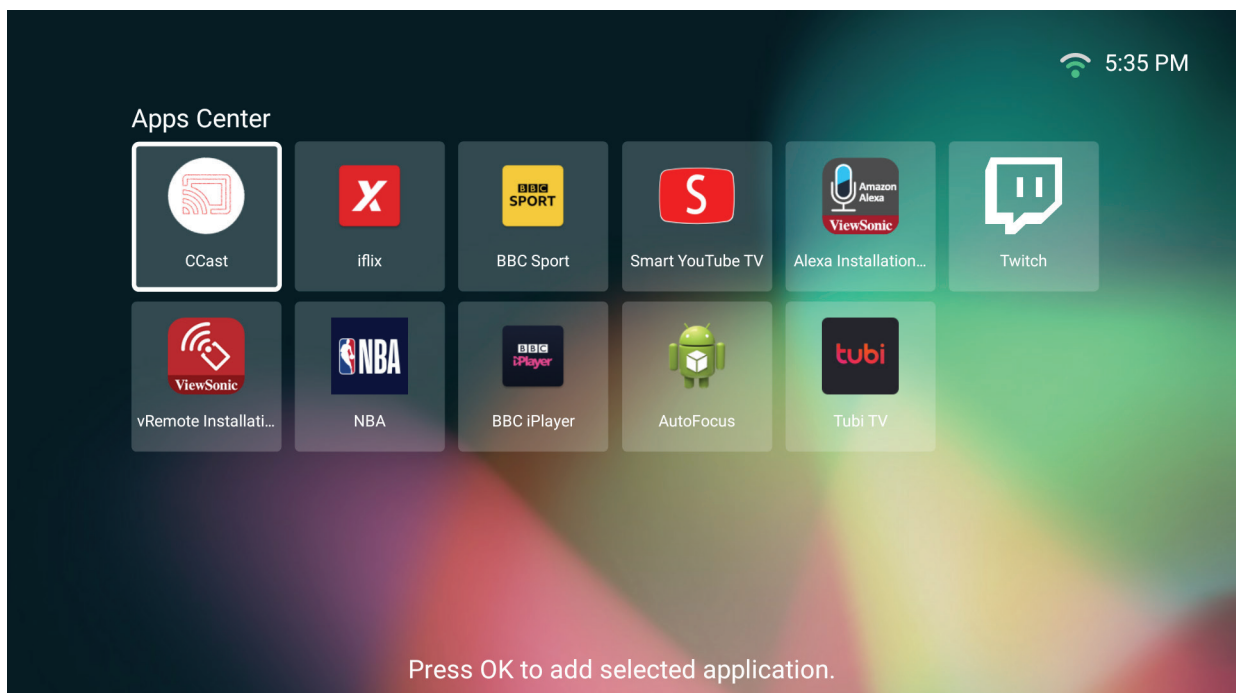 5:35 PM
Apps Center
X
BBC
SPORT
S
Amazon
Alexa
ViewSonic
CCast
iflix
BBC Sport
Smart YouTube TV
Alexa Installation...
Twitch
ViewSonic
NBA
BBC
iPlayer
tubi
vRemote Installati...
NBA
BBC iPlayer
AutoFocus
Tubi TV
Press OK to add selected application.